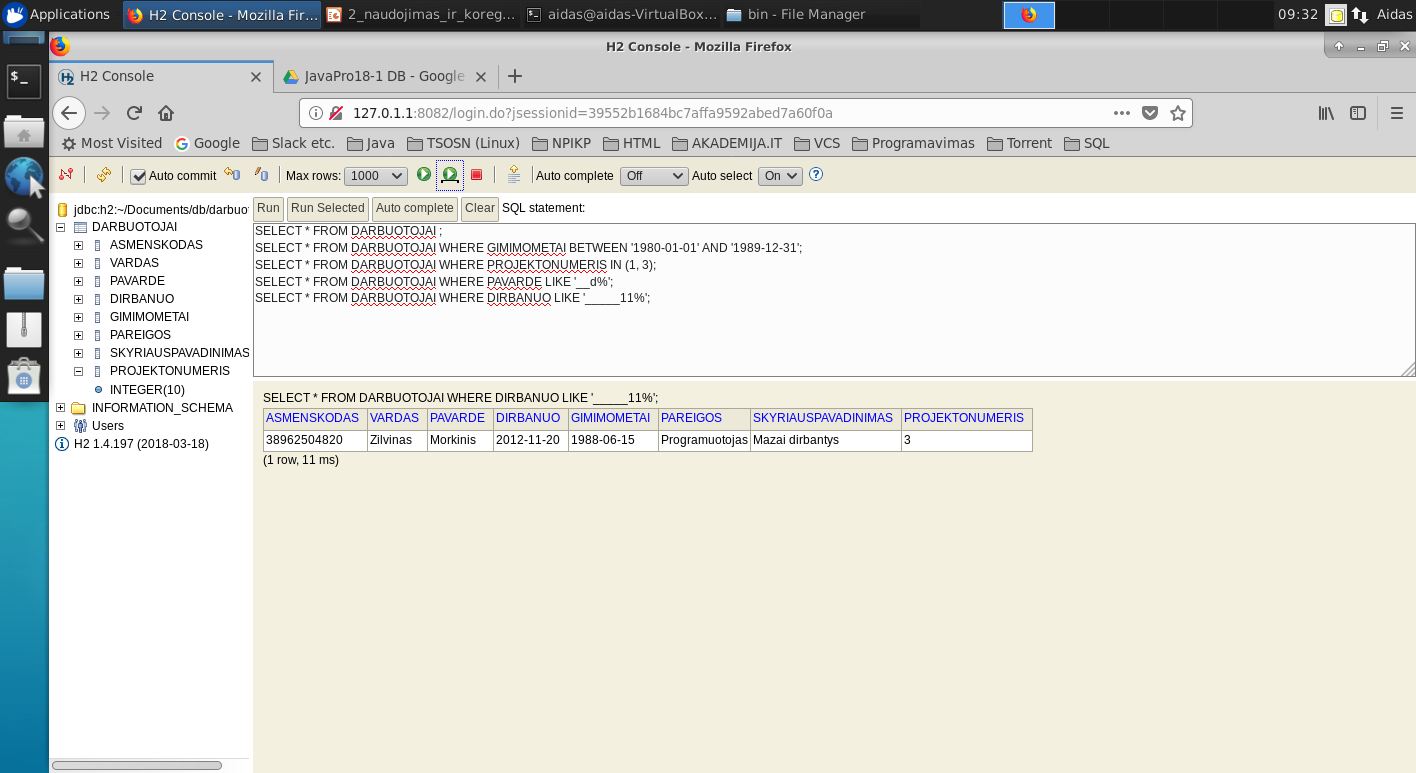 Applications
H2 Console - Mozilla Fir...
2_naudojimas_ir_koreg...
aidas@aidas-VirtualBox...
bin - File Manager
09:32
Aidas
H2 Console - Mozilla Firefox
H2 Console
JavaPro18-1 DB - Google
127.0.1.1:8082/login.do?jsessionid=39552b1684bc7affa9592abed7a60f0a
Most Visited
Google
Slack etc.
Java
TSOSN (Linux)
NPIKP
HTML
AKADEMIJA.IT
VCS
Programavimas
Torrent
SQL
Auto commit
Max rows: 1000
Auto complete Off
Auto select On
jdbc:h2:~/Documents/db/darbuot
DARBUOTOJAI
ASMENSKODAS
VARDAS
PAVARDE
DIRBANUO
GIMIMOMETAI
PAREIGOS
SKYRIAUSPAVADINIMAS
PROJEKTONUMERIS
INTEGER(10)
INFORMATION_SCHEMA
Users
H2 1.4.197 (2018-03-18)
Run Run Selected Auto complete Clear SQL statement:
SELECT * FROM DARBUOTOJAI ;
SELECT * FROM DARBUOTOJAI WHERE GIMIMOMETAI BETWEEN '1980-01-01' AND '1989-12-31';
SELECT * FROM DARBUOTOJAI WHERE PROJEKTONUMERIS IN (1, 3);
SELECT * FROM DARBUOTOJAI WHERE PAVARDE LIKE '__d%';
SELECT * FROM DARBUOTOJAI WHERE DIRBANUO LIKE '_____11%';
SELECT * FROM DARBUOTOJAI WHERE DIRBANUO LIKE '_____11%';
ASMENSKODAS VARDAS PAVARDE DIRBANUO GIMIMOMETAI PAREIGOS SKYRIAUSPAVADINIMAS PROJEKTONUMERIS
38962504820 Zilvinas Morkinis 2012-11-20 1988-06-15 Programuotojas Mazai dirbantys 3
(1 row, 11 ms)